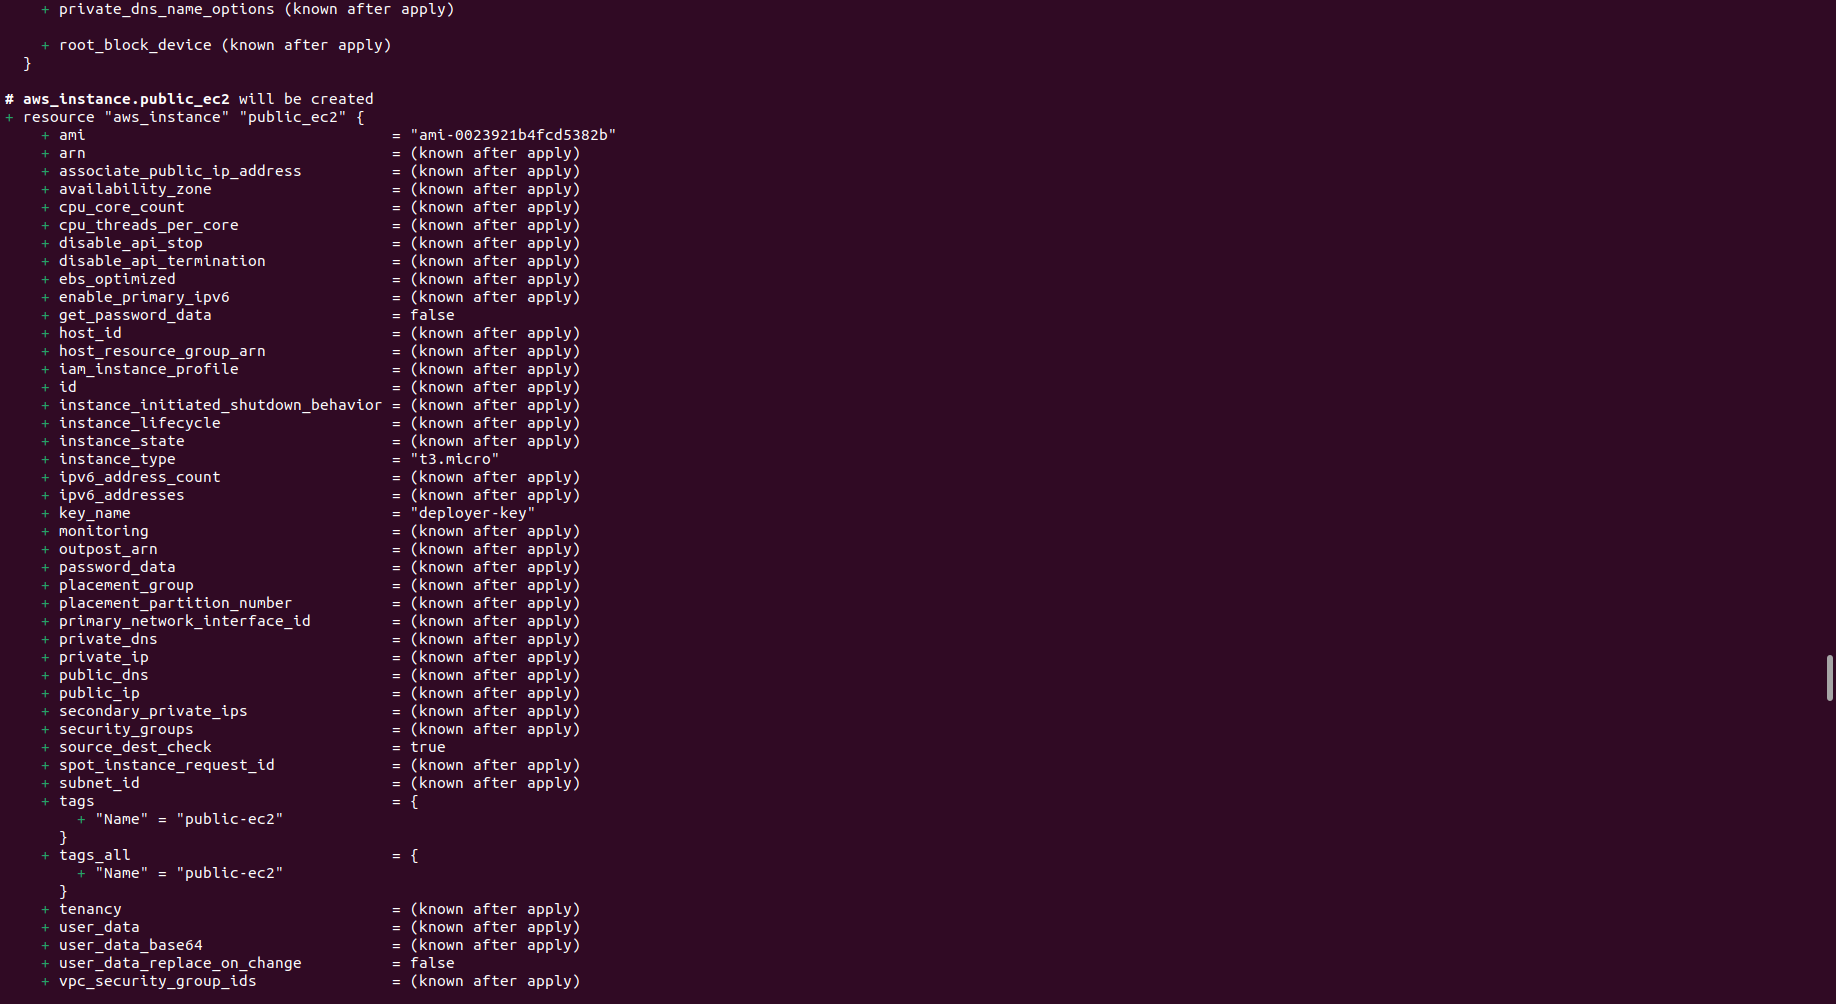 + private_dns_name_options (known after apply)
+ root_block_device (known after apply)
}
# aws_instance.public_ec2 will be created
+ resource "aws_instance" "public_ec2" {
+ ami = "ami-0023921b4fcd5382b"
+ arn = (known after apply)
+ associate_public_ip_address = (known after apply)
+ availability_zone = (known after apply)
+ cpu_core_count = (known after apply)
+ cpu_threads_per_core = (known after apply)
+ disable_api_stop = (known after apply)
+ disable_api_termination = (known after apply)
+ ebs_optimized = (known after apply)
+ enable_primary_ipv6 = (known after apply)
+ get_password_data = false
+ host_id = (known after apply)
+ host_resource_group_arn = (known after apply)
+ iam_instance_profile = (known after apply)
+ id = (known after apply)
+ instance_initiated_shutdown_behavior = (known after apply)
+ instance_lifecycle = (known after apply)
+ instance_state = (known after apply)
+ instance_type = "t3.micro"
+ ipv6_address_count = (known after apply)
+ ipv6_addresses = (known after apply)
+ key_name = "deployer-key"
+ monitoring = (known after apply)
+ outpost_arn = (known after apply)
+ password_data = (known after apply)
+ placement_group = (known after apply)
+ placement_partition_number = (known after apply)
+ primary_network_interface_id = (known after apply)
+ private_dns = (known after apply)
+ private_ip = (known after apply)
+ public_dns = (known after apply)
+ public_ip = (known after apply)
+ secondary_private_ips = (known after apply)
+ security_groups = (known after apply)
+ source_dest_check = true
+ spot_instance_request_id = (known after apply)
+ subnet_id = (known after apply)
+ tags = {
+ "Name" = "public-ec2"
}
+ tags_all = {
+ "Name" = "public-ec2"
}
+ tenancy = (known after apply)
+ user_data = (known after apply)
+ user_data_base64 = (known after apply)
+ user_data_replace_on_change = false
+ vpc_security_group_ids = (known after apply)